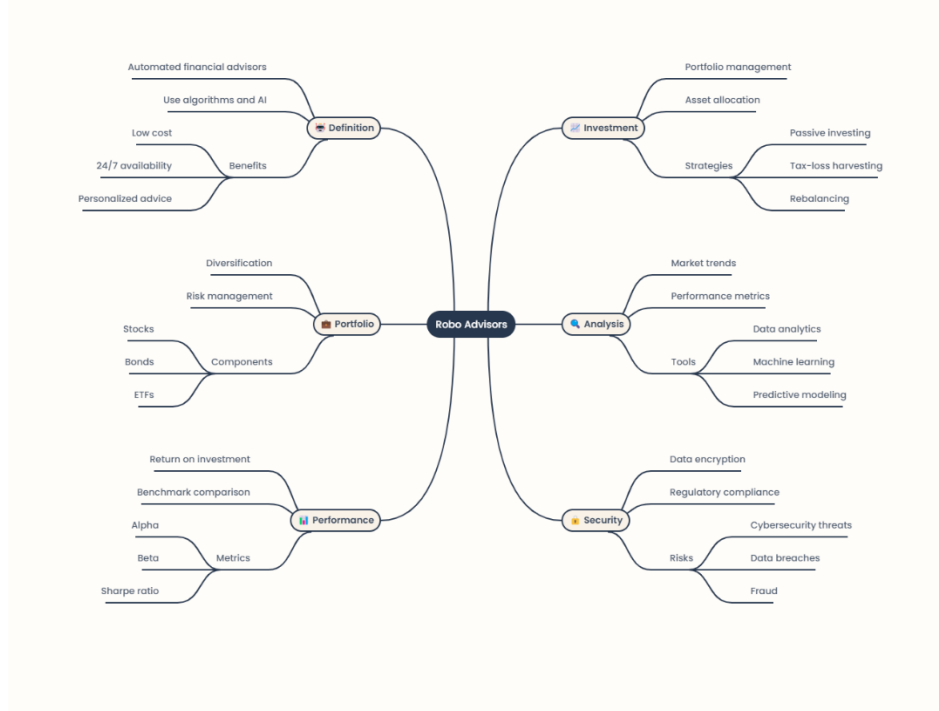 Robo Advisors
Definition
Automated financial advisors
Use algorithms and AI
Benefits
Low cost
24/7 availability
Personalized advice
Portfolio
Diversification
Risk management
Components
Stocks
Bonds
ETFs
Performance
Return on investment
Benchmark comparison
Metrics
Alpha
Beta
Sharpe ratio
Investment
Portfolio management
Asset allocation
Strategies
Passive investing
Tax-loss harvesting
Rebalancing
Analysis
Market trends
Performance metrics
Tools
Data analytics
Machine learning
Predictive modeling
Security
Data encryption
Regulatory compliance
Risks
Cybersecurity threats
Data breaches
Fraud